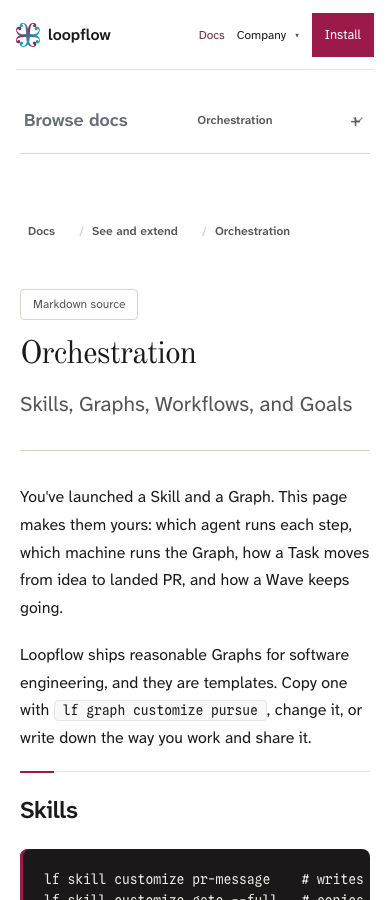 loopflow
Docs Company ▾ Install
Browse docs Orchestration
Docs / See and extend / Orchestration
Markdown source
Orchestration
Skills, Graphs, Workflows, and Goals
You've launched a Skill and a Graph. This page
makes them yours: which agent runs each step,
which machine runs the Graph, how a Task moves
from idea to landed PR, and how a Wave keeps
going.
Loopflow ships reasonable Graphs for software
engineering, and they are templates. Copy one
with lf graph customize pursue, change it, or
write down the way you work and share it.
Skills
lf skill customize pr-message # writes